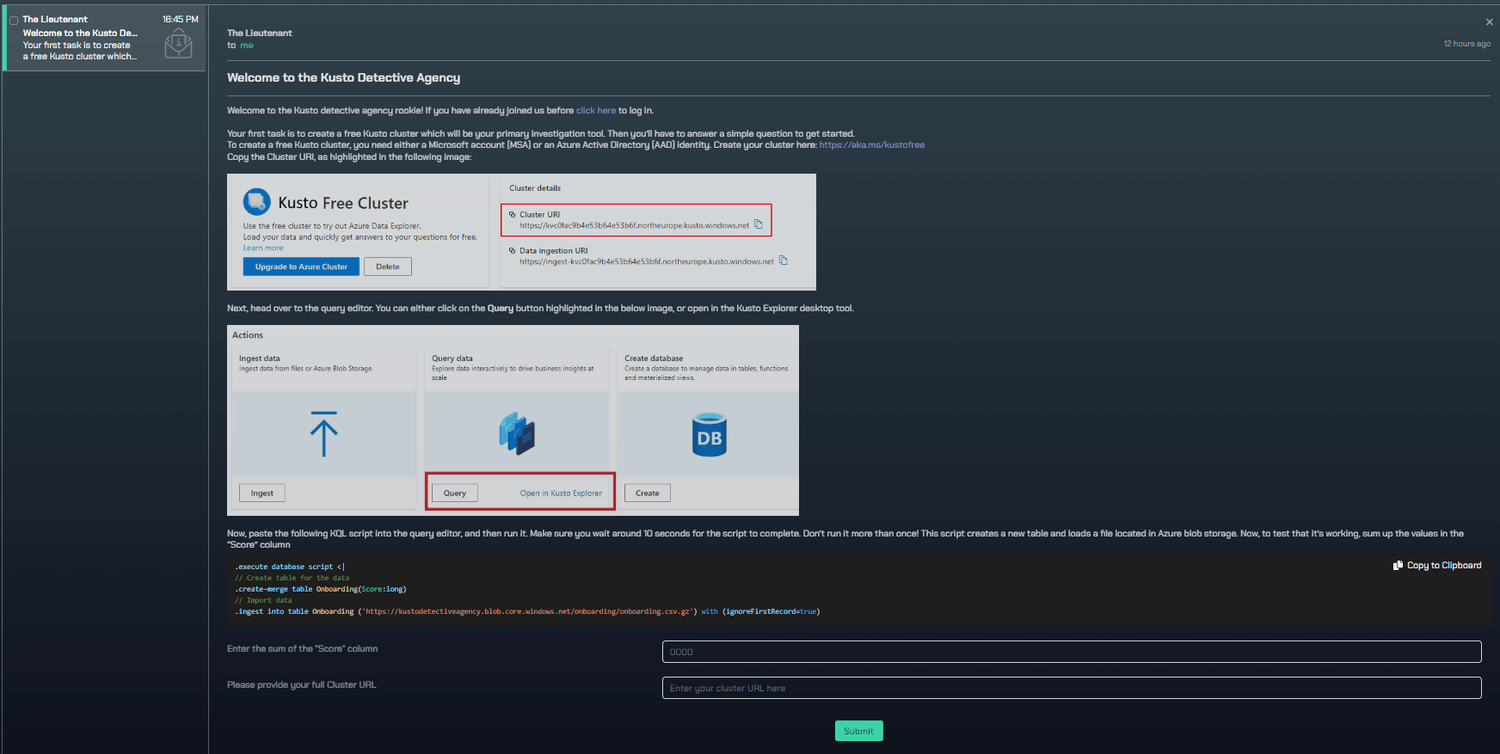 The Lieutenant 16:45 PM
Welcome to the Kusto De...
Your first task is to create
a free Kusto cluster which...
The Lieutenant
to me
12 hours ago
Welcome to the Kusto Detective Agency
Welcome to the Kusto detective agency rookie! If you have already joined us before click here to log in.
Your first task is to create a free Kusto cluster which will be your primary investigation tool. Then you'll have to answer a simple question to get started.
To create a free Kusto cluster, you need either a Microsoft account (MSA) or an Azure Active Directory (AAD) identity. Create your cluster here: https://aka.ms/kustofree
Copy the Cluster URI, as highlighted in the following image:
Kusto Free Cluster
Use the free cluster to try out Azure Data Explorer.
Load your data and quickly get answers to your questions for free.
Learn more
Upgrade to Azure Cluster Delete
Cluster details
Cluster URI
https://kvc0fac9b4e53b64e53b6f.northeurope.kusto.windows.net
Data ingestion URI
https://ingest-kvc0fac9b4e53b64e53b6f.northeurope.kusto.windows.net
Next, head over to the query editor. You can either click on the Query button highlighted in the below image, or open in the Kusto Explorer desktop tool.
Actions
Ingest data
Ingest data from files or Azure Blob Storage.
Ingest
Query data
Explore data interactively to drive business insights at
scale
Query Open in Kusto Explorer
Create database
Create a database to manage data in tables, functions
and materialized views.
DB
Create
Now, paste the following KQL script into the query editor, and then run it. Make sure you wait around 10 seconds for the script to complete. Don't run it more than once! This script creates a new table and loads a file located in Azure blob storage. Now, to test that it's working, sum up the values in the
"Score" column
Copy to Clipboard
.execute database script <|
// Create table for the data
.create-merge table Onboarding(Score:long)
// Import data
.ingest into table Onboarding ('https://kustodetectiveagency.blob.core.windows.net/onboarding/onboarding.csv.gz') with (ignoreFirstRecord=true)
Enter the sum of the "Score" column
0000
Please provide your full Cluster URL
Enter your cluster URL here
Submit